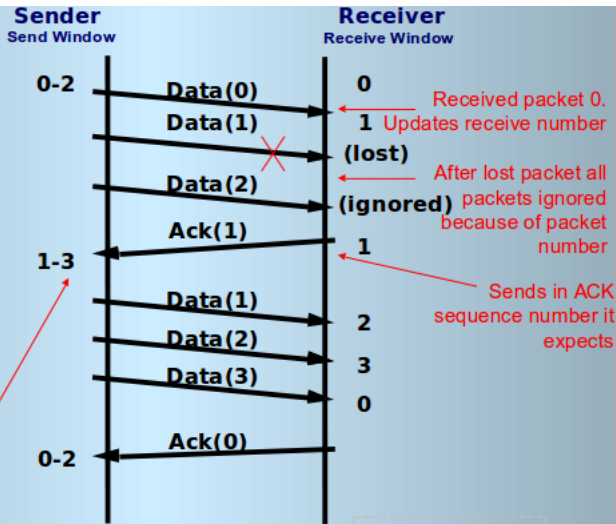 Sender
Send Window
Receiver
Receive Window
0-2
Data(0)
0
Received packet 0.
Updates receive number
Data(1)
1
(lost)
Data(2)
After lost packet all
packets ignored
because of packet
number
(ignored)
Ack(1)
1
1-3
Sends in ACK
sequence number it
expects
Data(1)
2
Data(2)
3
Data(3)
0
Ack(0)
0-2